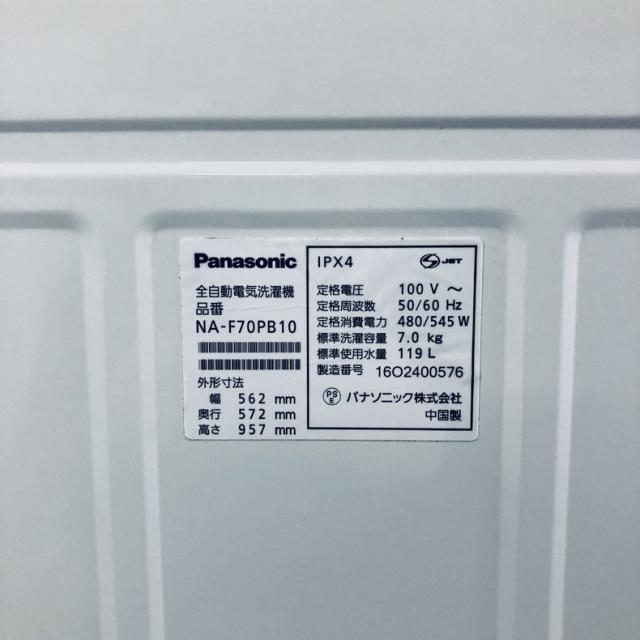 Panasonic
全自動電気洗濯機
品番
NA-F70PB10
外形寸法
幅 562 mm
奥行 572 mm
高さ 957 mm
IPX4
S JET
定格電圧 100 V ～
定格周波数 50/60 Hz
定格消費電力 480/545 W
標準洗濯容量 7.0 kg
標準使用水量 119 L
製造番号 16O2400576
PSE パナソニック株式会社
中国製